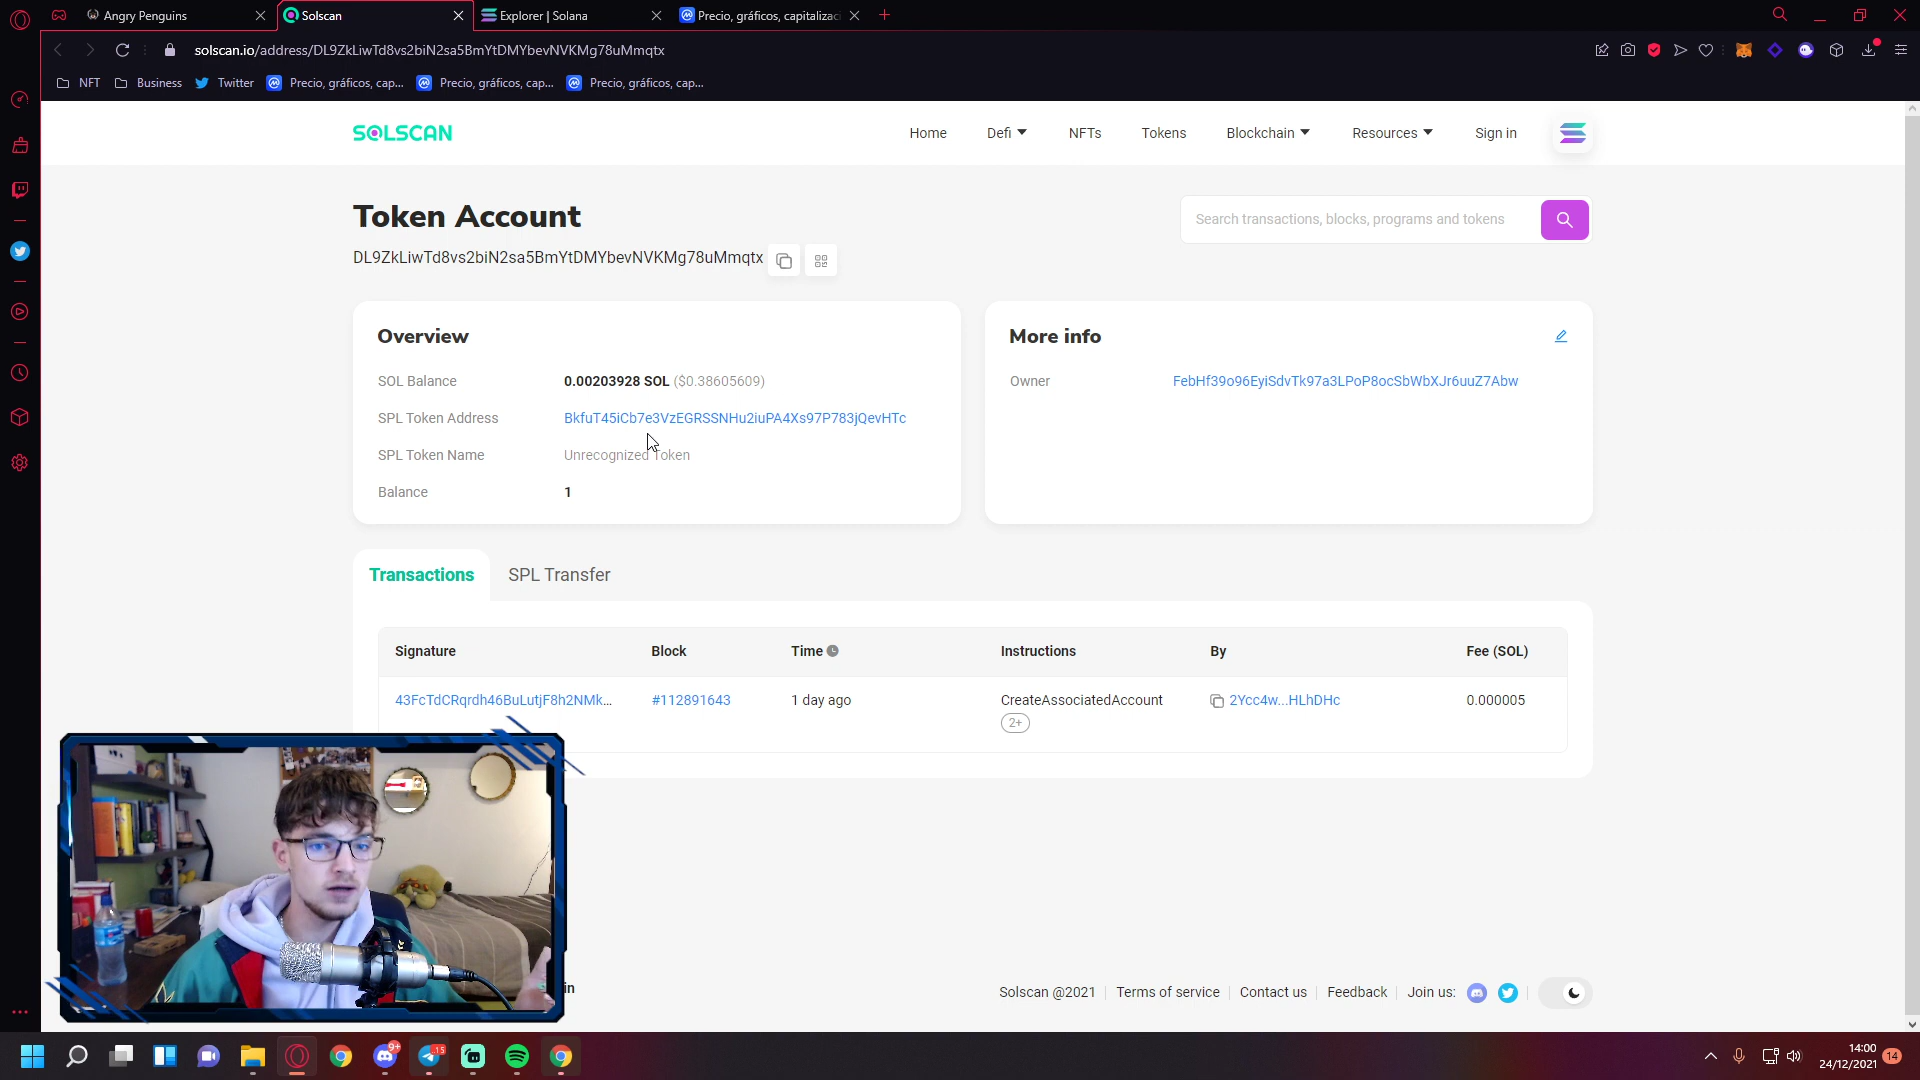 Angry Penguins
Solscan
Explorer | Solana
Precio, gráficos, capitalizac
solscan.io/address/DL9ZkLiwTd8vs2biN2sa5BmYtDMYbevNVKMg78uMmqtx
NFT
Business
Twitter
Precio, gráficos, cap...
Precio, gráficos, cap...
Precio, gráficos, cap...
SOLSCAN
Home
Defi
NFTs
Tokens
Blockchain
Resources
Sign in
Token Account
Search transactions, blocks, programs and tokens
DL9ZkLiwTd8vs2biN2sa5BmYtDMYbevNVKMg78uMmqtx
Overview
SOL Balance
0.00203928 SOL ($0.38605609)
SPL Token Address
BkfuT45iCb7e3VzEGRSSNHu2iuPA4Xs97P783jQevHTc
SPL Token Name
Unrecognized Token
Balance
1
More info
Owner
FebHf39o96EyiSdvTk97a3LPoP8ocSbWbXJr6uuZ7Abw
Transactions
SPL Transfer
Signature
Block
Time
Instructions
By
Fee (SOL)
43FcTdCRqrdh46BuLutjF8h2NMk...
#112891643
1 day ago
CreateAssociatedAccount
2+
2Ycc4w...HLhDHc
0.000005
in
Solscan @2021
Terms of service
Contact us
Feedback
Join us:
9+
15
14:00
24/12/2021
14